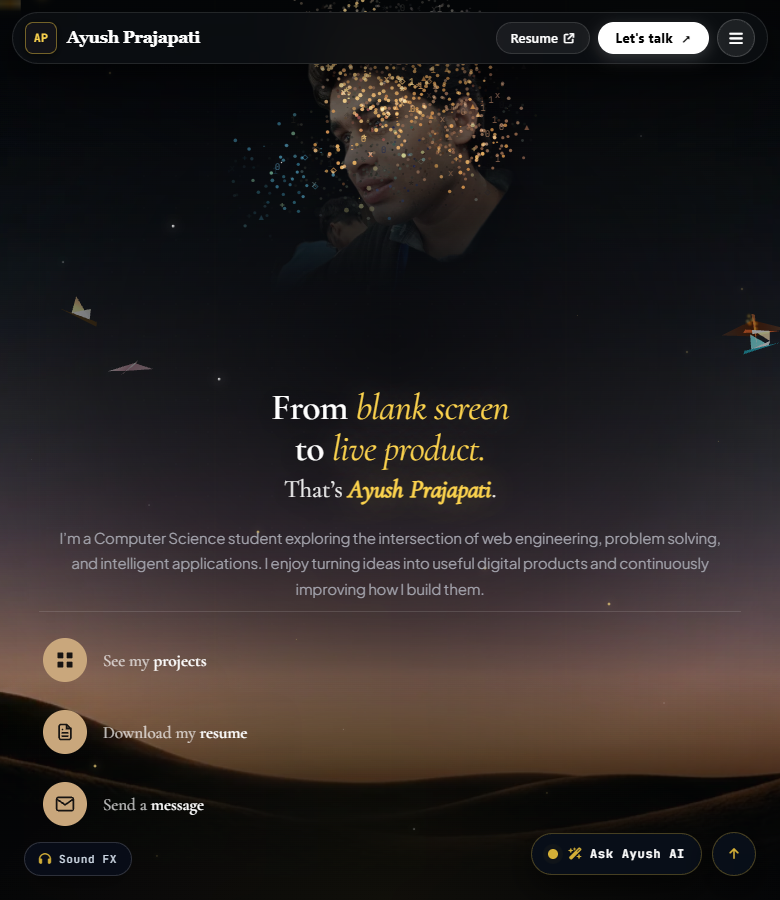 AP
Ayush Prajapati
Resume
Let's talk ↗
From blank screen
to live product.
That's Ayush Prajapati.
I'm a Computer Science student exploring the intersection of web engineering, problem solving,
and intelligent applications. I enjoy turning ideas into useful digital products and continuously
improving how I build them.
See my projects
Download my resume
Send a message
Sound FX
Ask Ayush AI